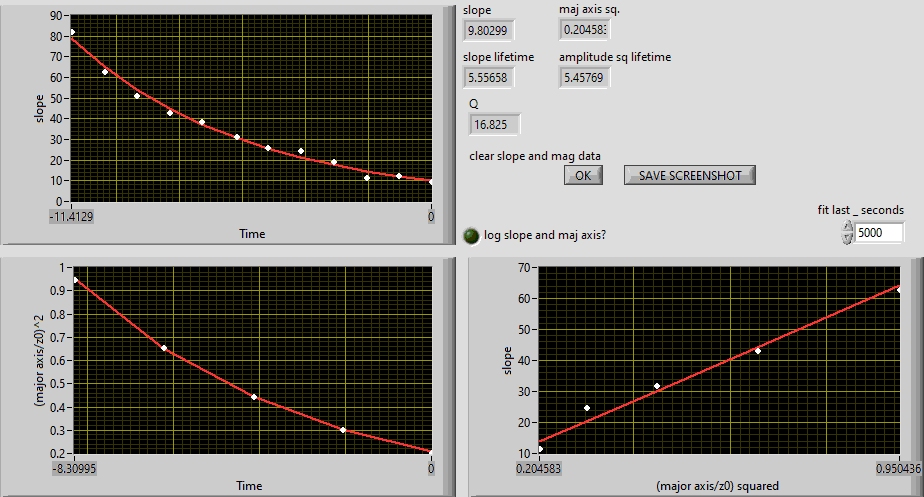 90
80
70
60
50
40
30
20
10
0
slope
-11.4129
0
Time
slope
9.80299
maj axis sq.
0.20458
slope lifetime
5.55658
amplitude sq lifetime
5.45769
Q
16.825
clear slope and mag data
OK
SAVE SCREENSHOT
fit last _ seconds
5000
log slope and maj axis?
1
0.9
0.8
0.7
0.6
0.5
0.4
0.3
0.2
(major axis/z0)^2
-8.30995
0
Time
70
60
50
40
30
20
10
slope
0.204583
0.950436
(major axis/z0) squared